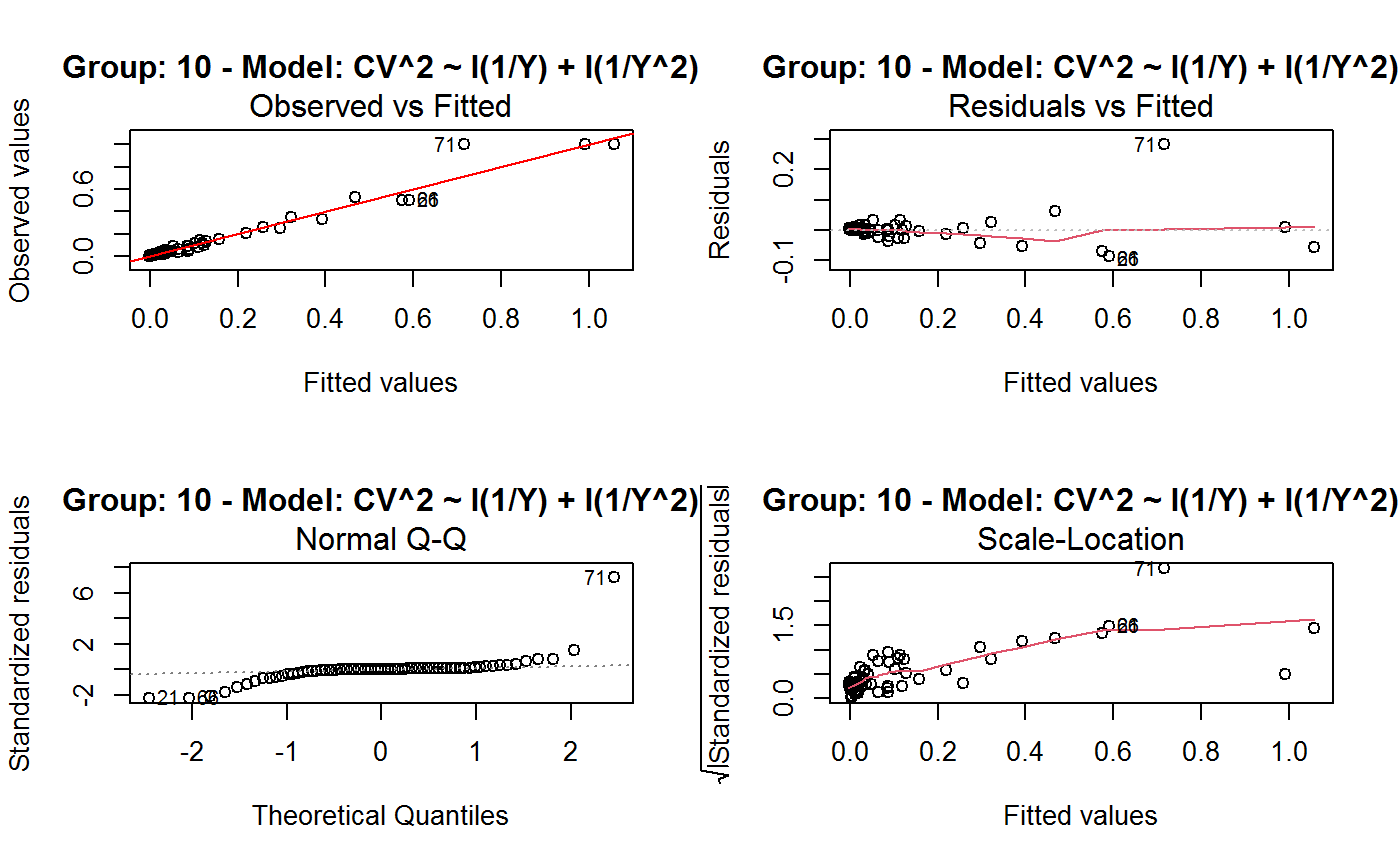 Group: 10 - Model: CV^2 ~ I(1/Y) + I(1/Y^2)
Observed vs Fitted
Observed values
0.6
0.0
71
21
0.0 0.2 0.4 0.6 0.8 1.0
Fitted values
Group: 10 - Model: CV^2 ~ I(1/Y) + I(1/Y^2)
Residuals vs Fitted
Residuals
0.2
-0.1
71
21
0.0 0.2 0.4 0.6 0.8 1.0
Fitted values
Group: 10 - Model: CV^2 ~ I(1/Y) + I(1/Y^2)
Normal Q-Q
Standardized residuals
6
2
-2
71
21
66
-2 -1 0 1 2
Theoretical Quantiles
Group: 10 - Model: CV^2 ~ I(1/Y) + I(1/Y^2)
Scale-Location
√|Standardized residuals|
1.5
0.0
71
21
0.0 0.2 0.4 0.6 0.8 1.0
Fitted values